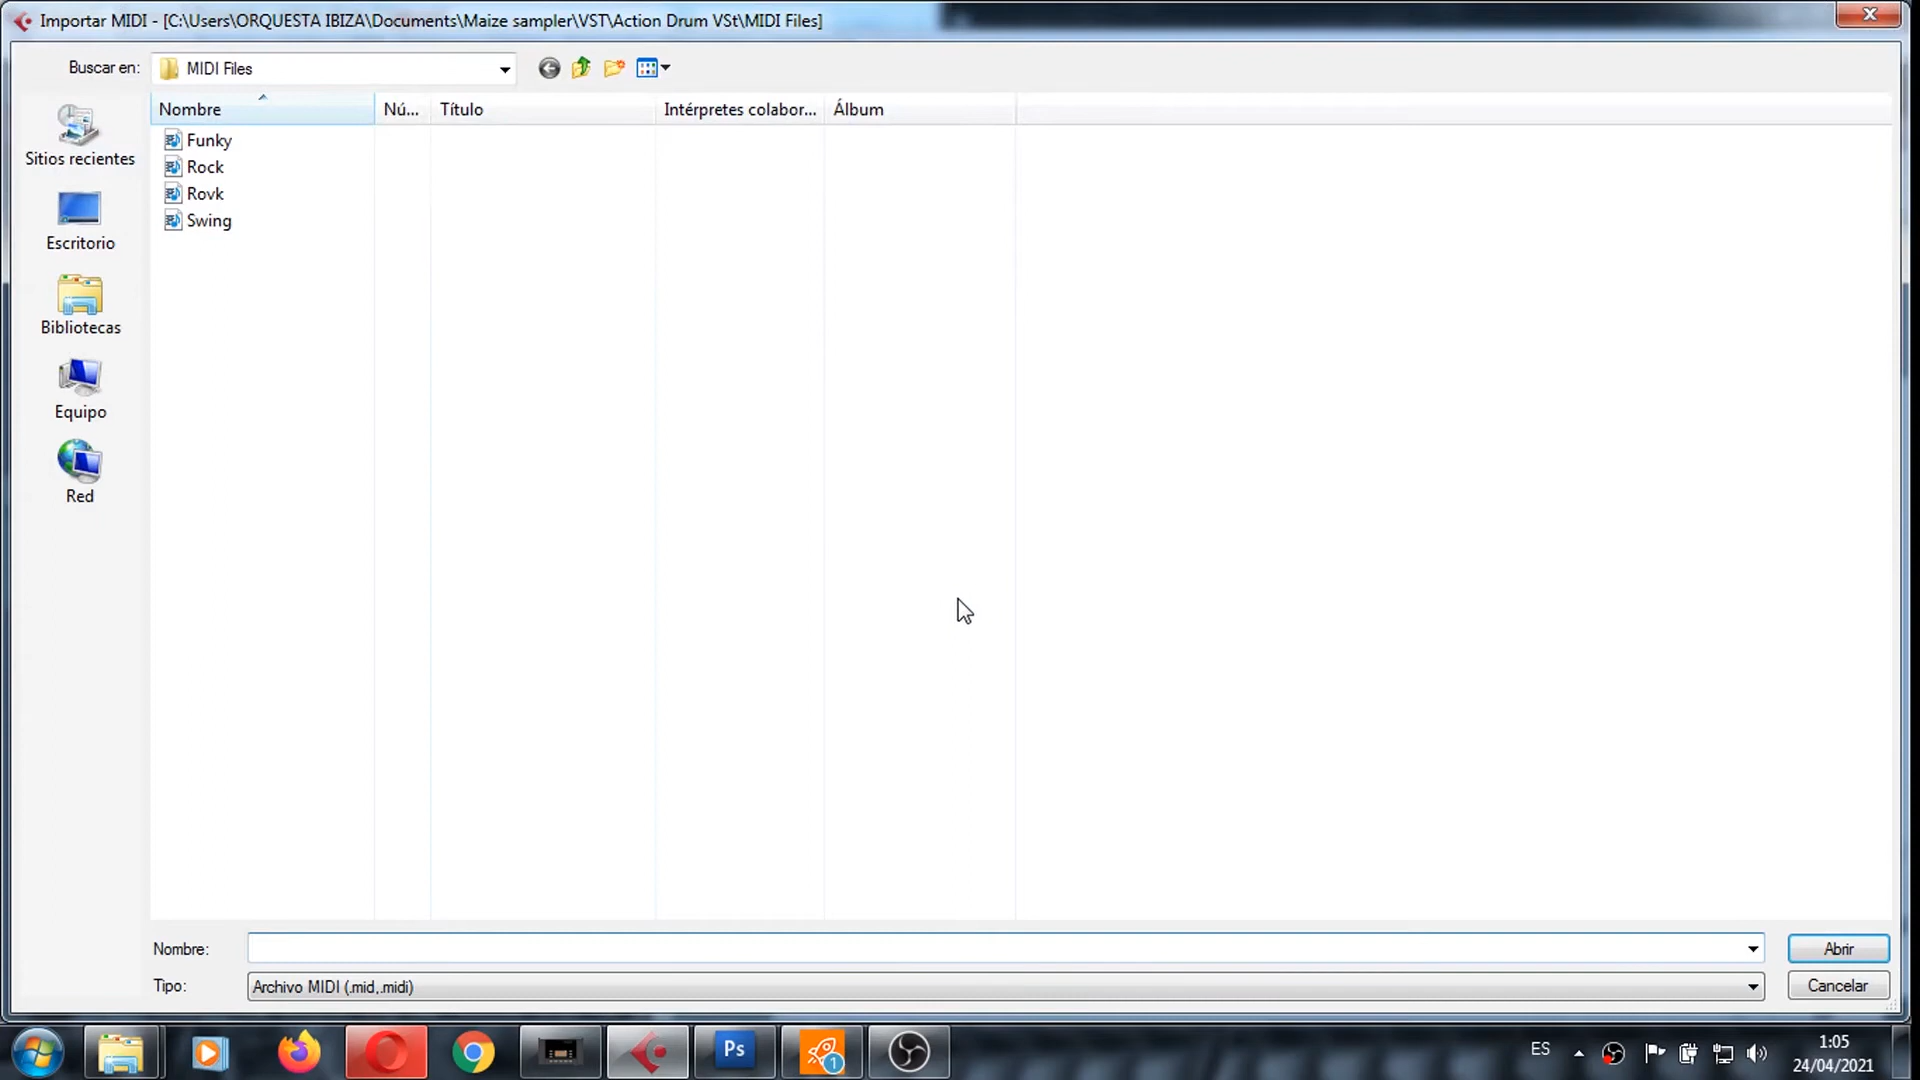 Importar MIDI - [C:\Users\ORQUESTA IBIZA\Documents\Maize sampler\VST\Action Drum VSt\MIDI Files]
Buscar en: MIDI Files
Nombre Nú... Título Intérpretes colabor... Álbum
Funky
Rock
Rovk
Swing
Sitios recientes
Escritorio
Bibliotecas
Equipo
Red
Nombre: Abrir
Tipo: Archivo MIDI (.mid,.midi) Cancelar
Ps
1
ES
1:05
24/04/2021